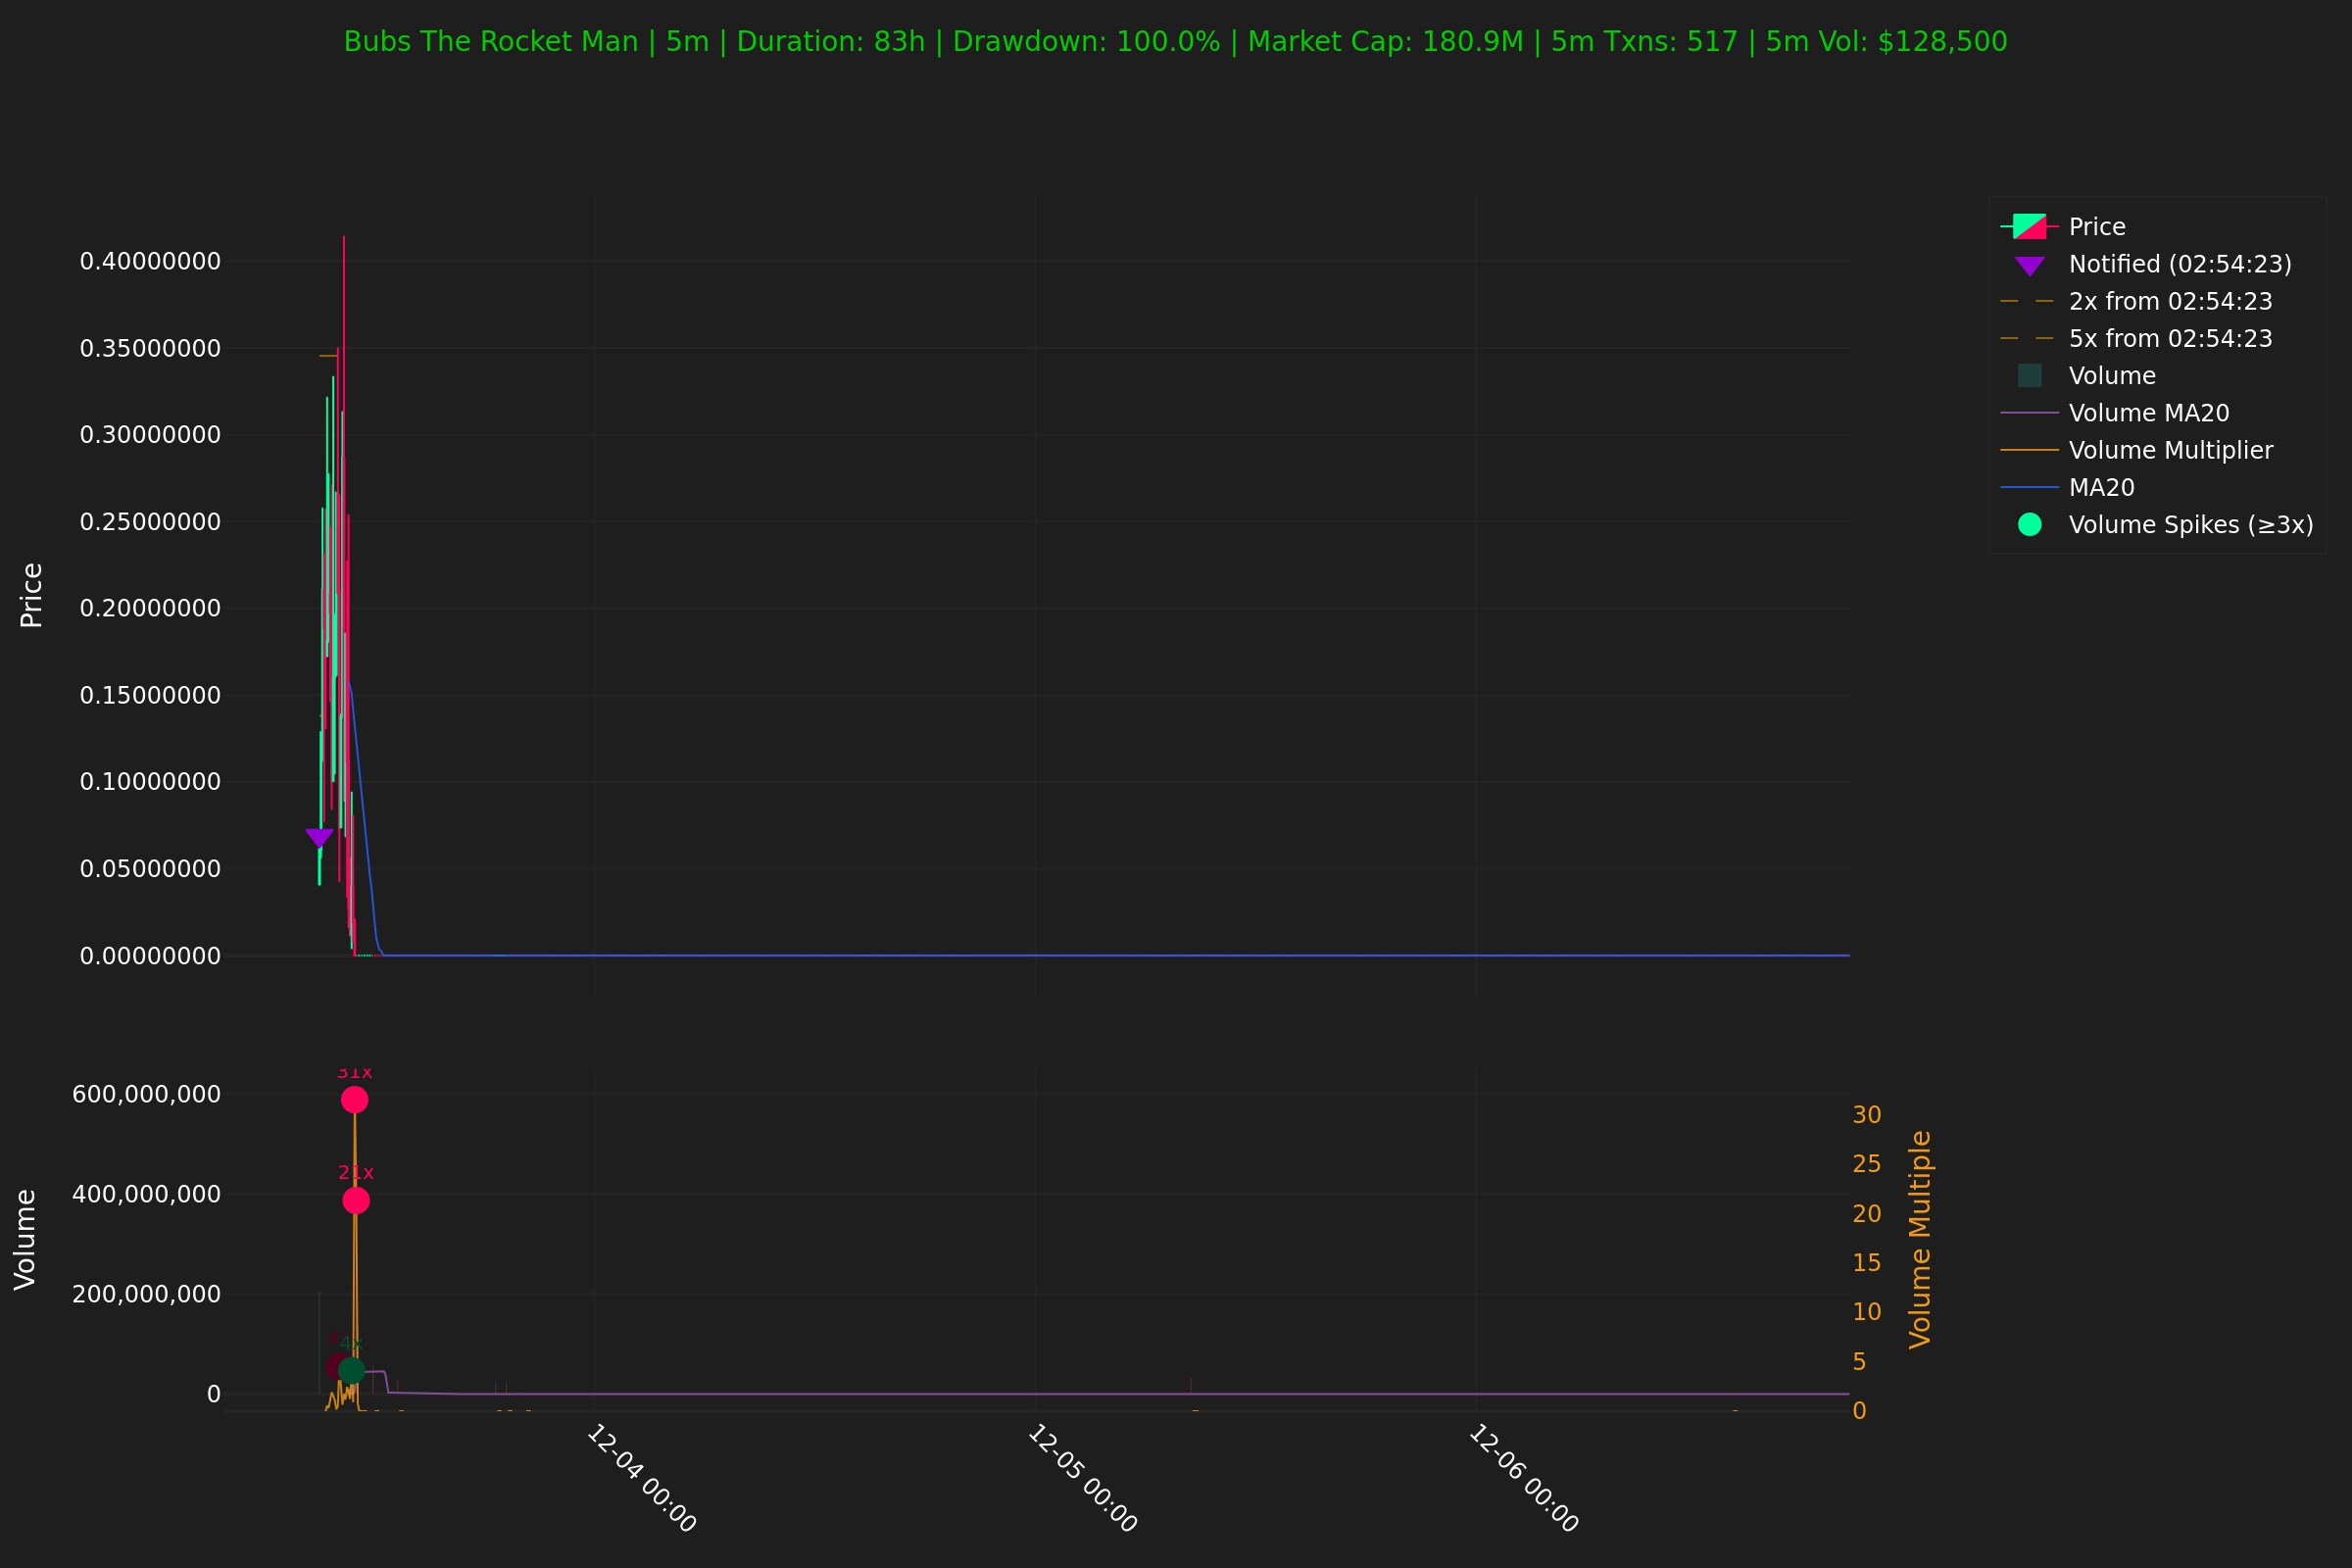 Bubs The Rocket Man | 5m | Duration: 83h | Drawdown: 100.0% | Market Cap: 180.9M | 5m Txns: 517 | 5m Vol: $128,500
Price
0.40000000
0.35000000
0.30000000
0.25000000
0.20000000
0.15000000
0.10000000
0.05000000
0.00000000
Price
Notified (02:54:23)
2x from 02:54:23
5x from 02:54:23
Volume
Volume MA20
Volume Multiplier
MA20
Volume Spikes (≥3x)
Volume
600,000,000
400,000,000
200,000,000
0
31x
21x
4x
30
25
20
15
10
5
0
Volume Multiple
12-04 00:00
12-05 00:00
12-06 00:00